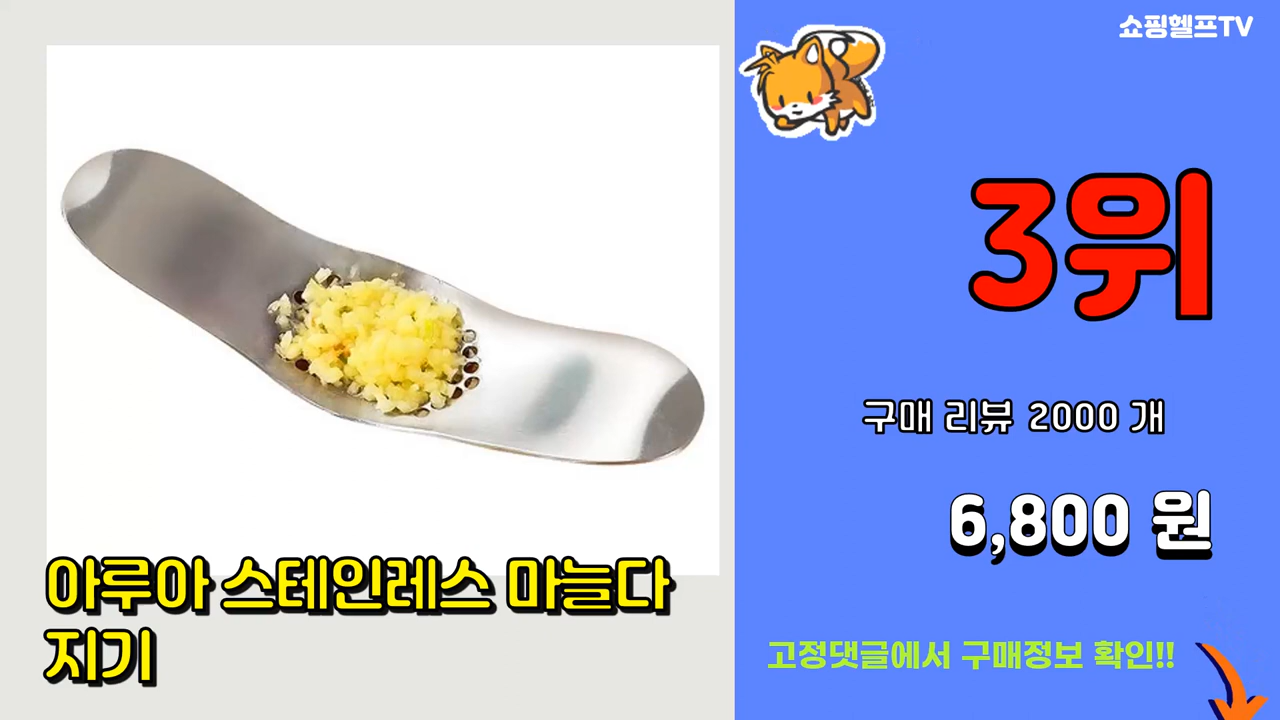 쇼핑헬프TV
3위
구매 리뷰 2000 개
6,800 원
아루아 스테인레스 마늘다
지기
고정댓글에서 구매정보 확인!!